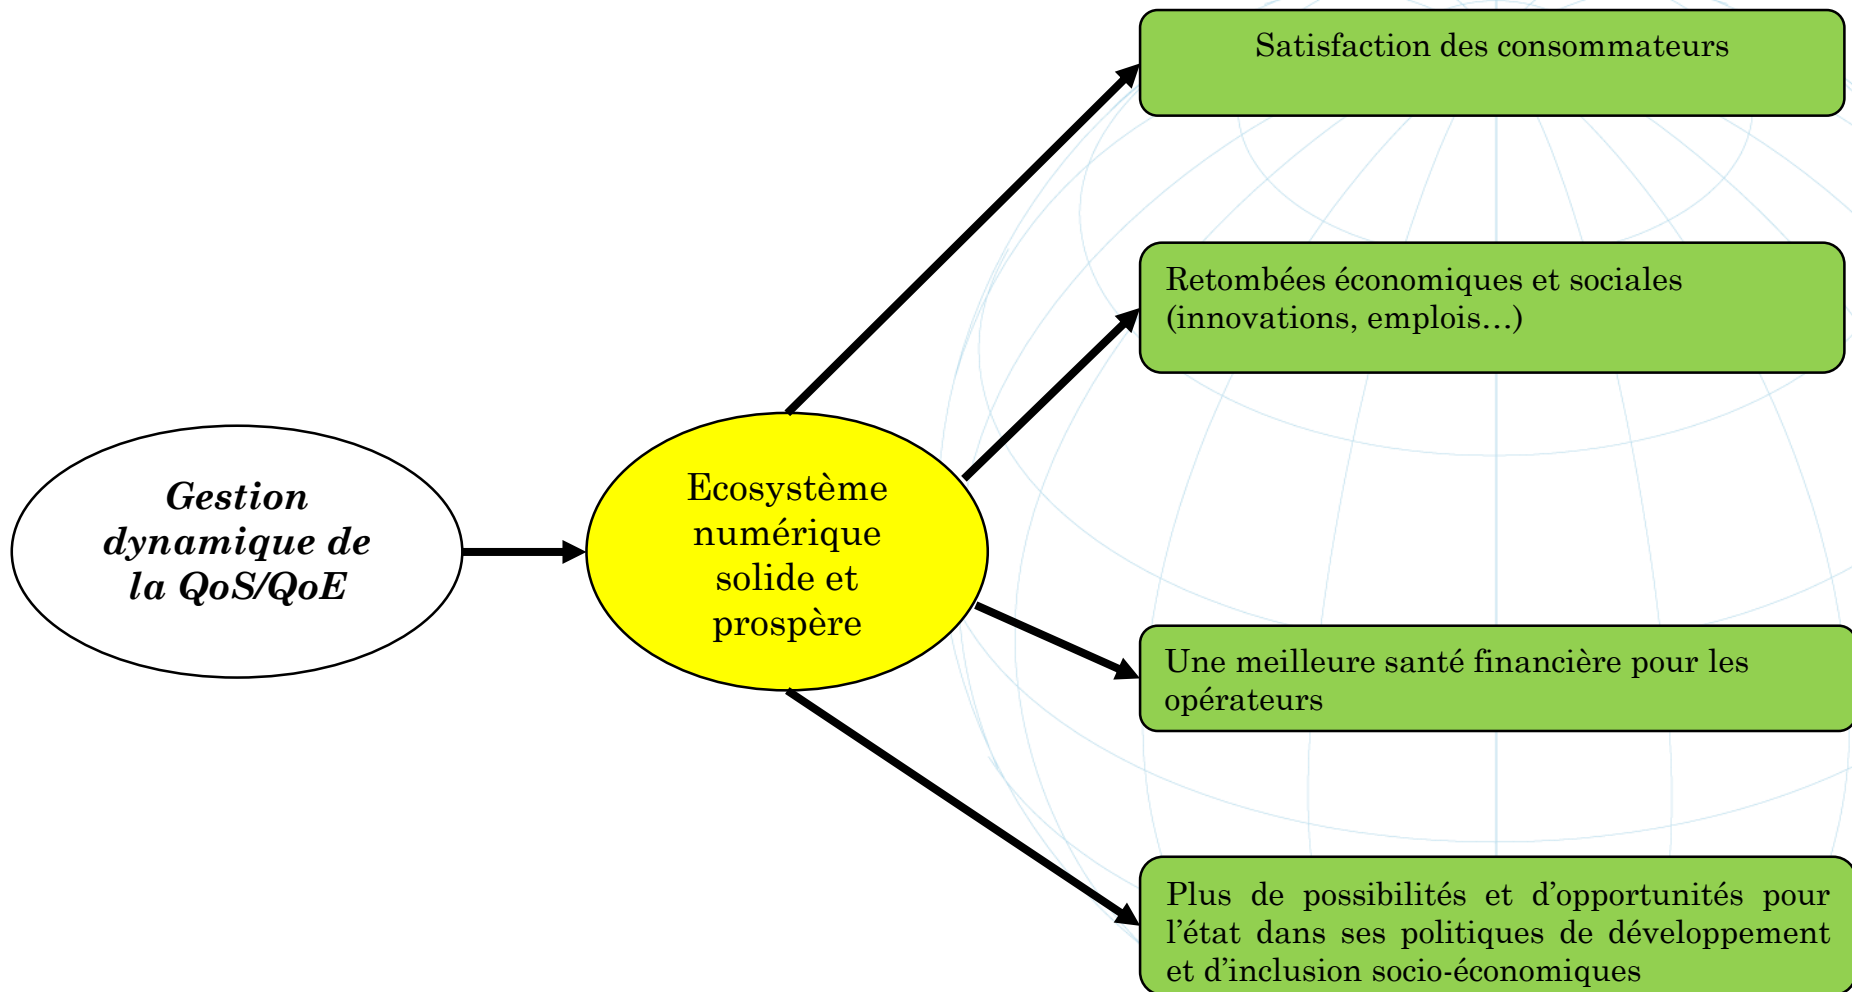 Satisfaction des consommateurs
Retombées économiques et sociales
(innovations, emplois…)
Gestion
dynamique de
la QoS/QoE
Ecosystème
numérique
solide et
prospère
Une meilleure santé financière pour les
opérateurs
Plus de possibilités et d'opportunités pour
l'état dans ses politiques de développement
et d'inclusion socio-économiques